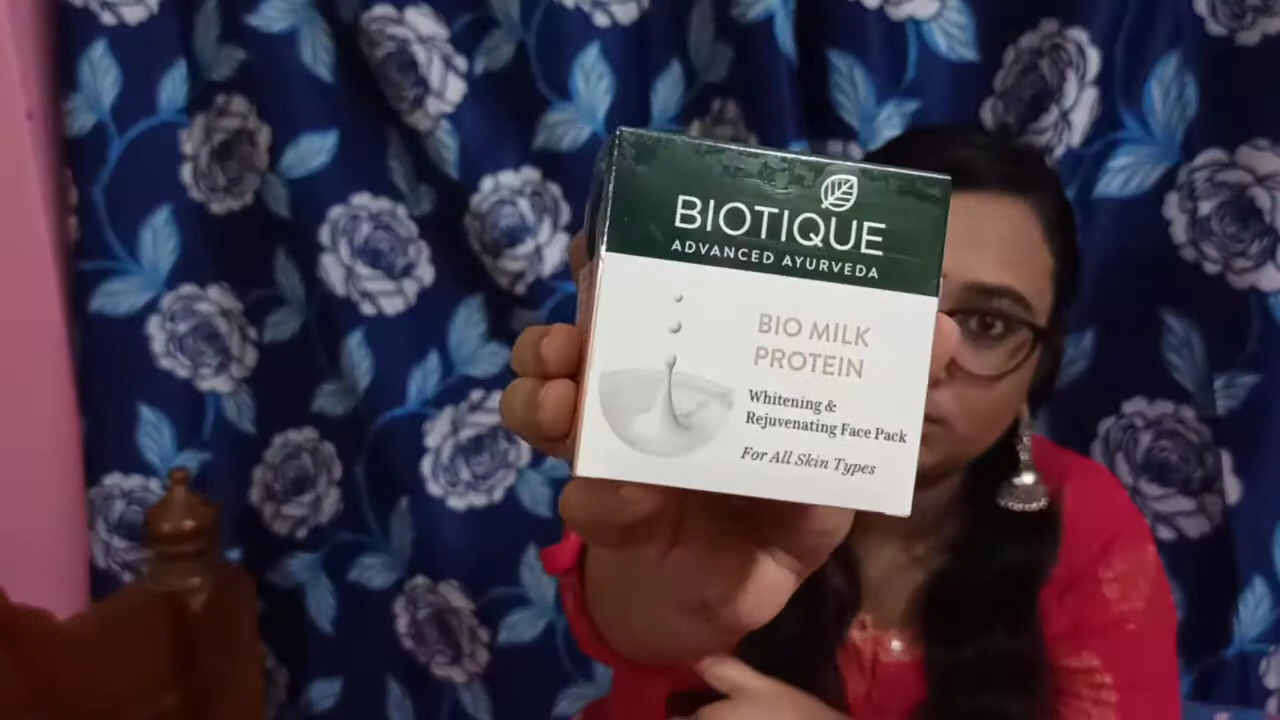 BIOTIQUE
ADVANCED AYURVEDA
BIO MILK
PROTEIN
Whitening &
Rejuvenating Face Pack
For All Skin Types